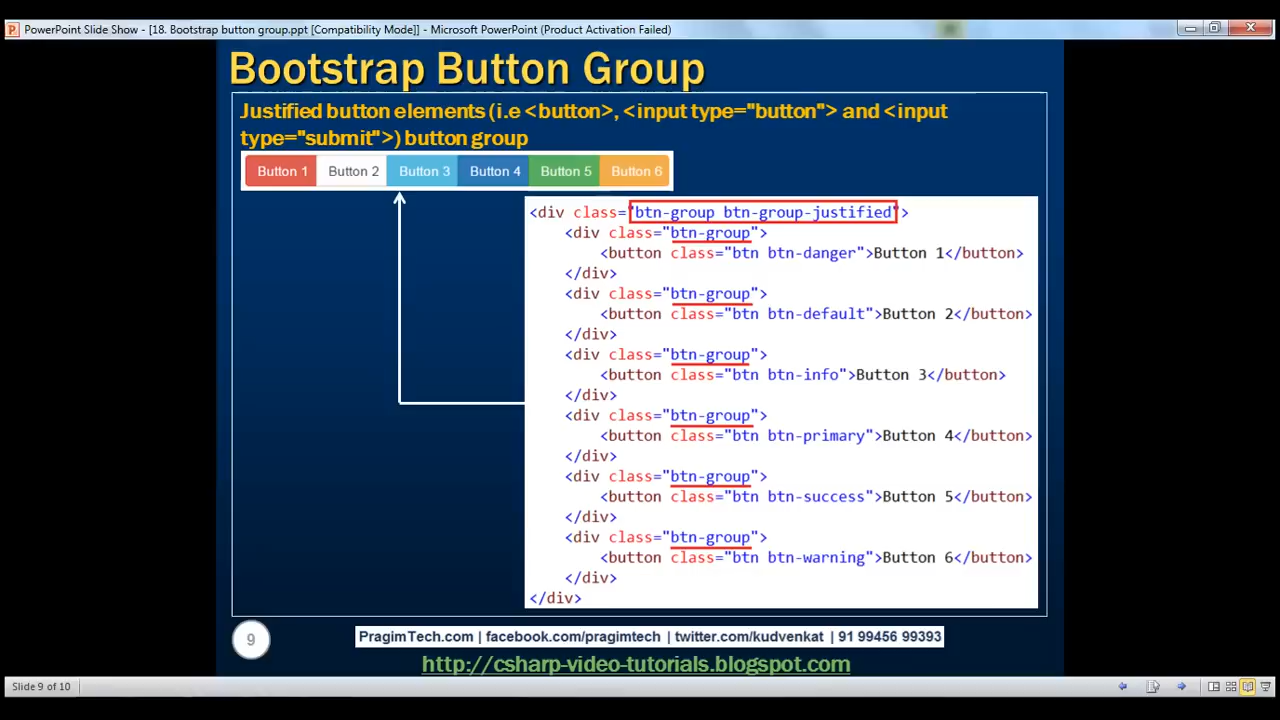 PowerPoint Slide Show - [18. Bootstrap button group.ppt [Compatibility Mode]] - Microsoft PowerPoint (Product Activation Failed)
Bootstrap Button Group
Justified button elements (i.e <button>, <input type="button"> and <input
type="submit">) button group
Button 1 Button 2 Button 3 Button 4 Button 5 Button 6
<div class="btn-group btn-group-justified">
<div class="btn-group">
<button class="btn btn-danger">Button 1</button>
</div>
<div class="btn-group">
<button class="btn btn-default">Button 2</button>
</div>
<div class="btn-group">
<button class="btn btn-info">Button 3</button>
</div>
<div class="btn-group">
<button class="btn btn-primary">Button 4</button>
</div>
<div class="btn-group">
<button class="btn btn-success">Button 5</button>
</div>
<div class="btn-group">
<button class="btn btn-warning">Button 6</button>
</div>
</div>
9
PragimTech.com | facebook.com/pragimtech | twitter.com/kudvenkat | 91 99456 99393
http://csharp-video-tutorials.blogspot.com
Slide 9 of 10